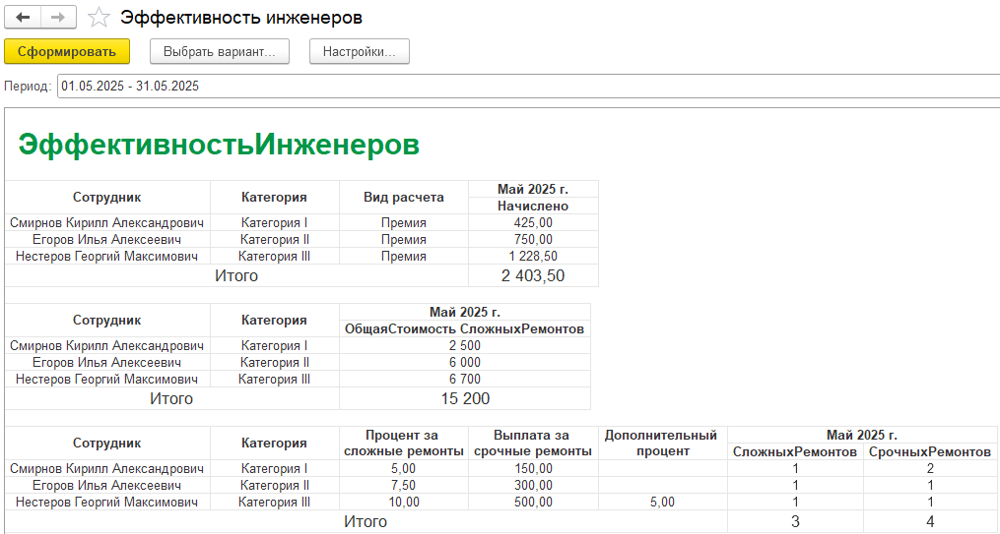 Эффективность инженеров
Сформировать Выбрать вариант... Настройки...
Период: 01.05.2025 - 31.05.2025
ЭффективностьИнженеров
Сотрудник Категория Вид расчета Май 2025 г.
Начислено
Смирнов Кирилл Александрович Категория I Премия 425,00
Егоров Илья Алексеевич Категория II Премия 750,00
Нестеров Георгий Максимович Категория III Премия 1 228,50
Итого 2 403,50
Сотрудник Категория Май 2025 г.
ОбщаяСтоимость СложныхРемонтов
Смирнов Кирилл Александрович Категория I 2 500
Егоров Илья Алексеевич Категория II 6 000
Нестеров Георгий Максимович Категория III 6 700
Итого 15 200
Сотрудник Категория Процент за сложные ремонты Выплата за срочные ремонты Дополнительный процент Май 2025 г.
СложныхРемонтов СрочныхРемонтов
Смирнов Кирилл Александрович Категория I 5,00 150,00 1 2
Егоров Илья Алексеевич Категория II 7,50 300,00 1 1
Нестеров Георгий Максимович Категория III 10,00 500,00 5,00 1 1
Итого 3 4